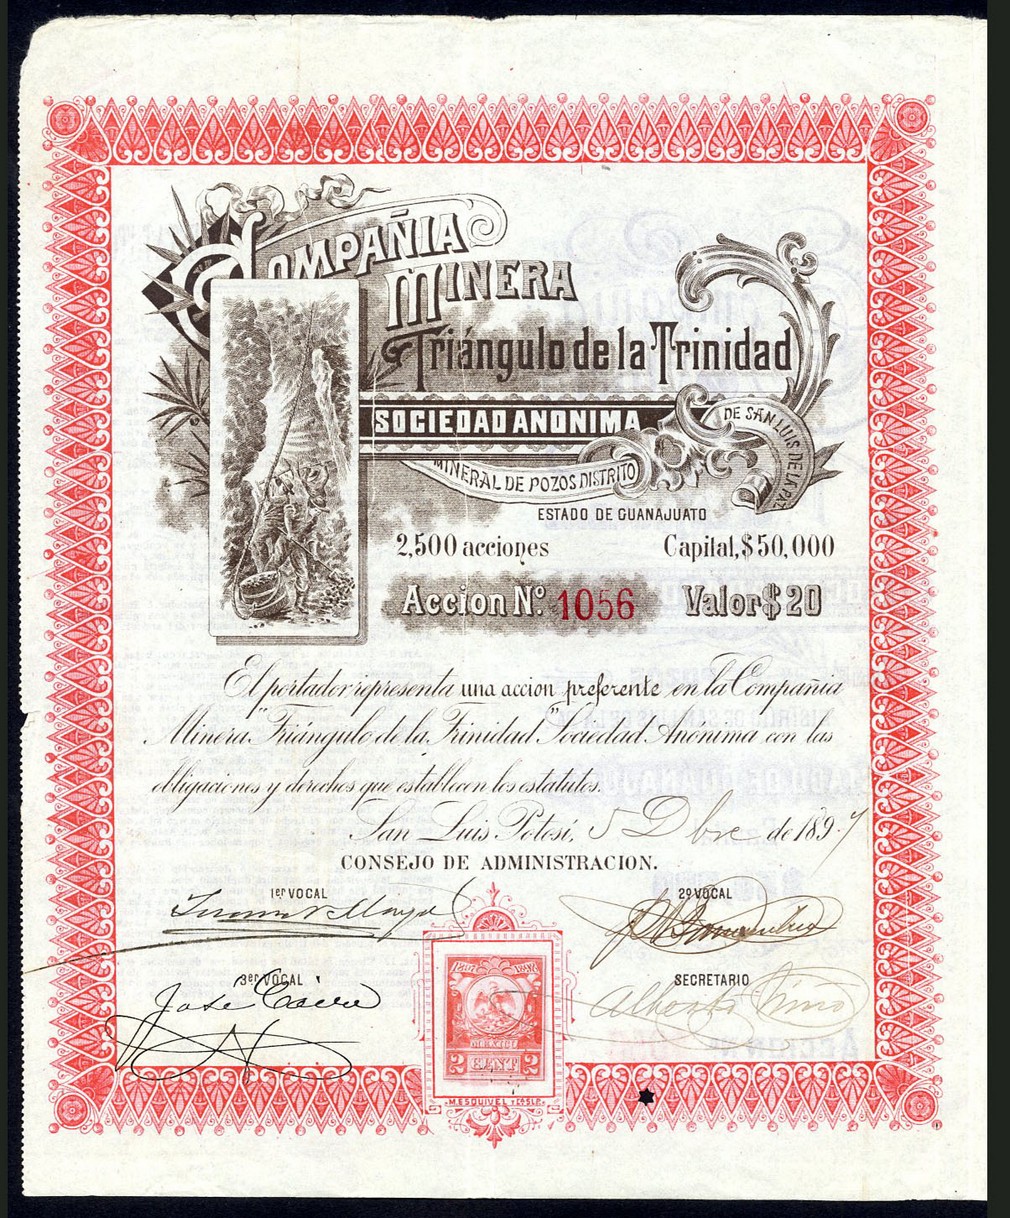 COMPAÑIA
MINERA
Triángulo de la Trinidad
SOCIEDAD ANONIMA
MINERAL DE POZOS DISTRITO
DE SAN LUIS DE LA PAZ
ESTADO DE GUANAJUATO
2,500 acciones Capital, $50,000
Accion No. 1056 Valor $20
El portador representa una accion preferente en la Compañia
Minera "Triángulo de la Trinidad" Sociedad Anónima con las
obligaciones y derechos que establecen los estatutos.
San Luis Potosí, 5 Dbre de 1897
CONSEJO DE ADMINISTRACION.
1er VOCAL 2o VOCAL
3er VOCAL SECRETARIO
José
Alberto
MEXICO
2 CENT 2
M. ESQUIVEL Y Ca. S.L.P.